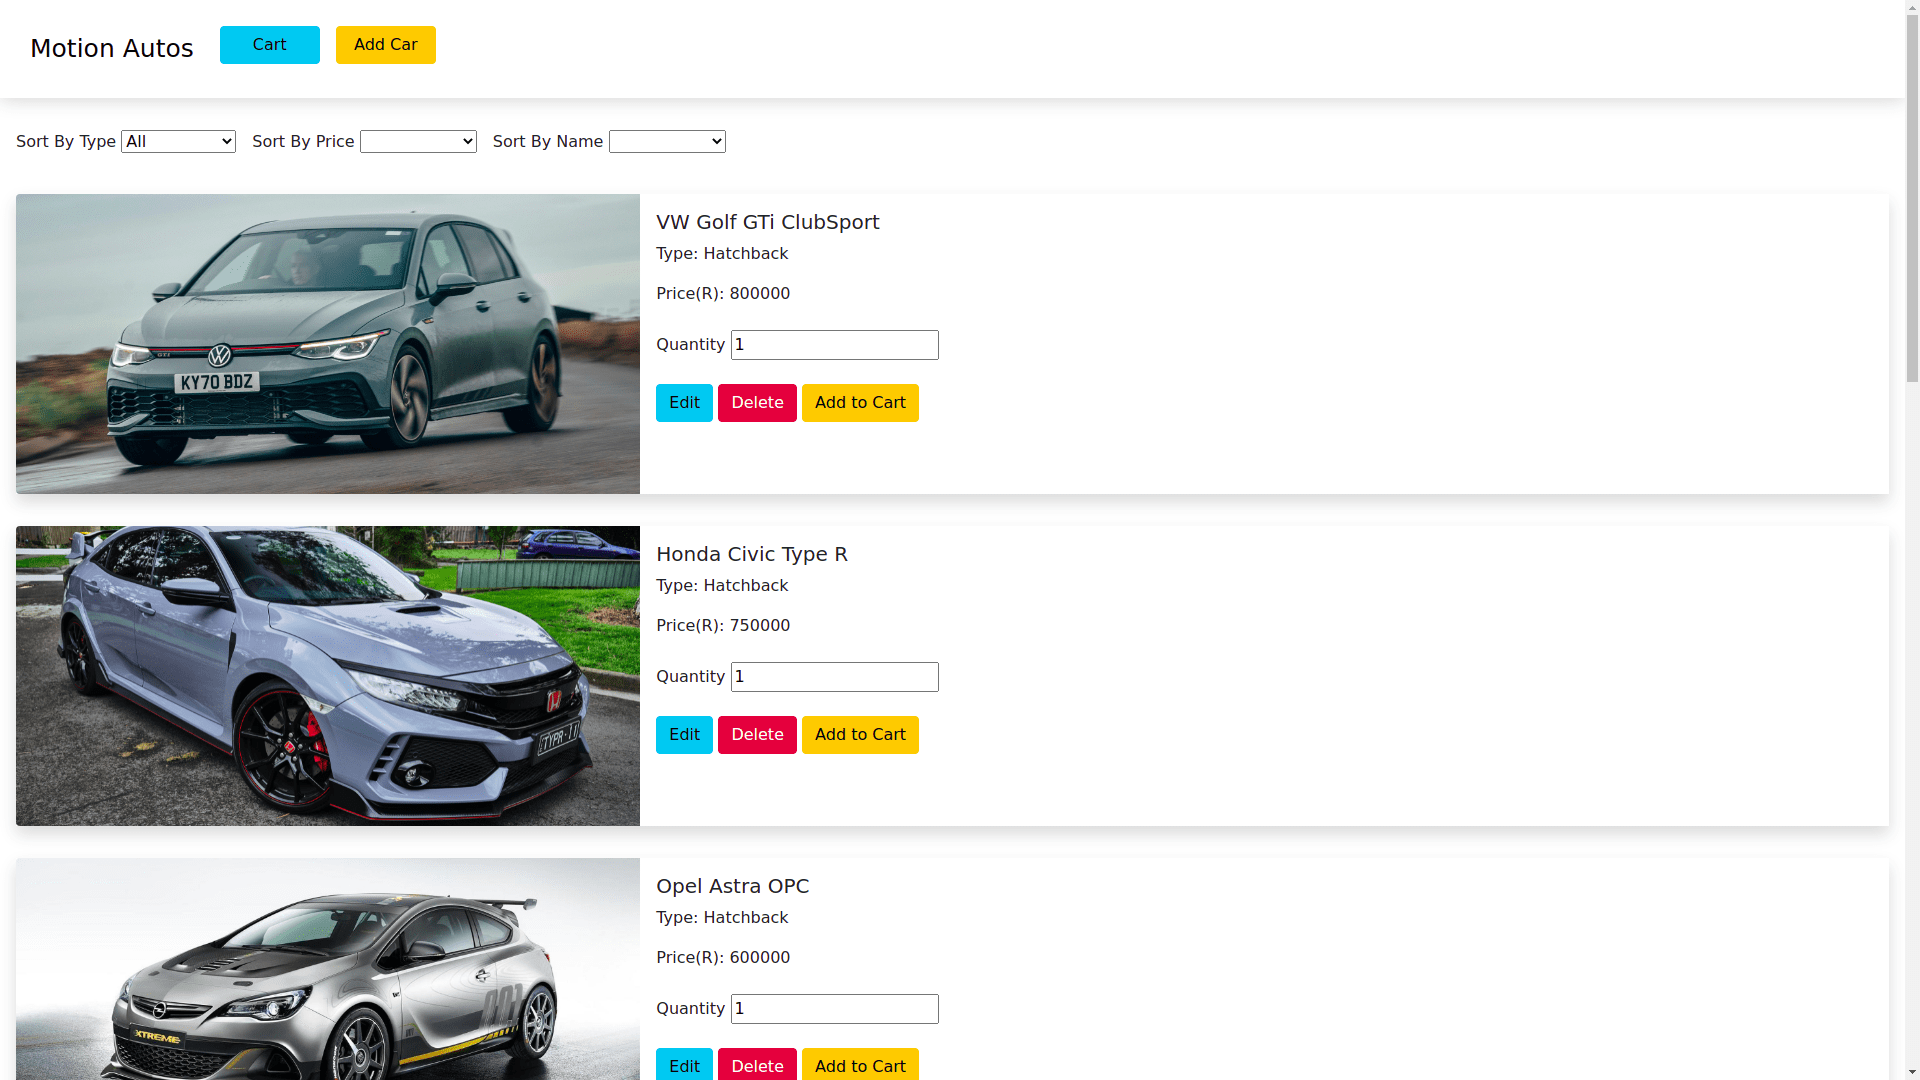 Motion Autos Cart Add Car
Sort By Type All Sort By Price Sort By Name
VW Golf GTi ClubSport
Type: Hatchback
Price(R): 800000
Quantity 1
Edit Delete Add to Cart
GTI
KY70 BDZ
Honda Civic Type R
Type: Hatchback
Price(R): 750000
Quantity 1
Edit Delete Add to Cart
TYPR·11
Opel Astra OPC
Type: Hatchback
Price(R): 600000
Quantity 1
Edit Delete Add to Cart
XTREME